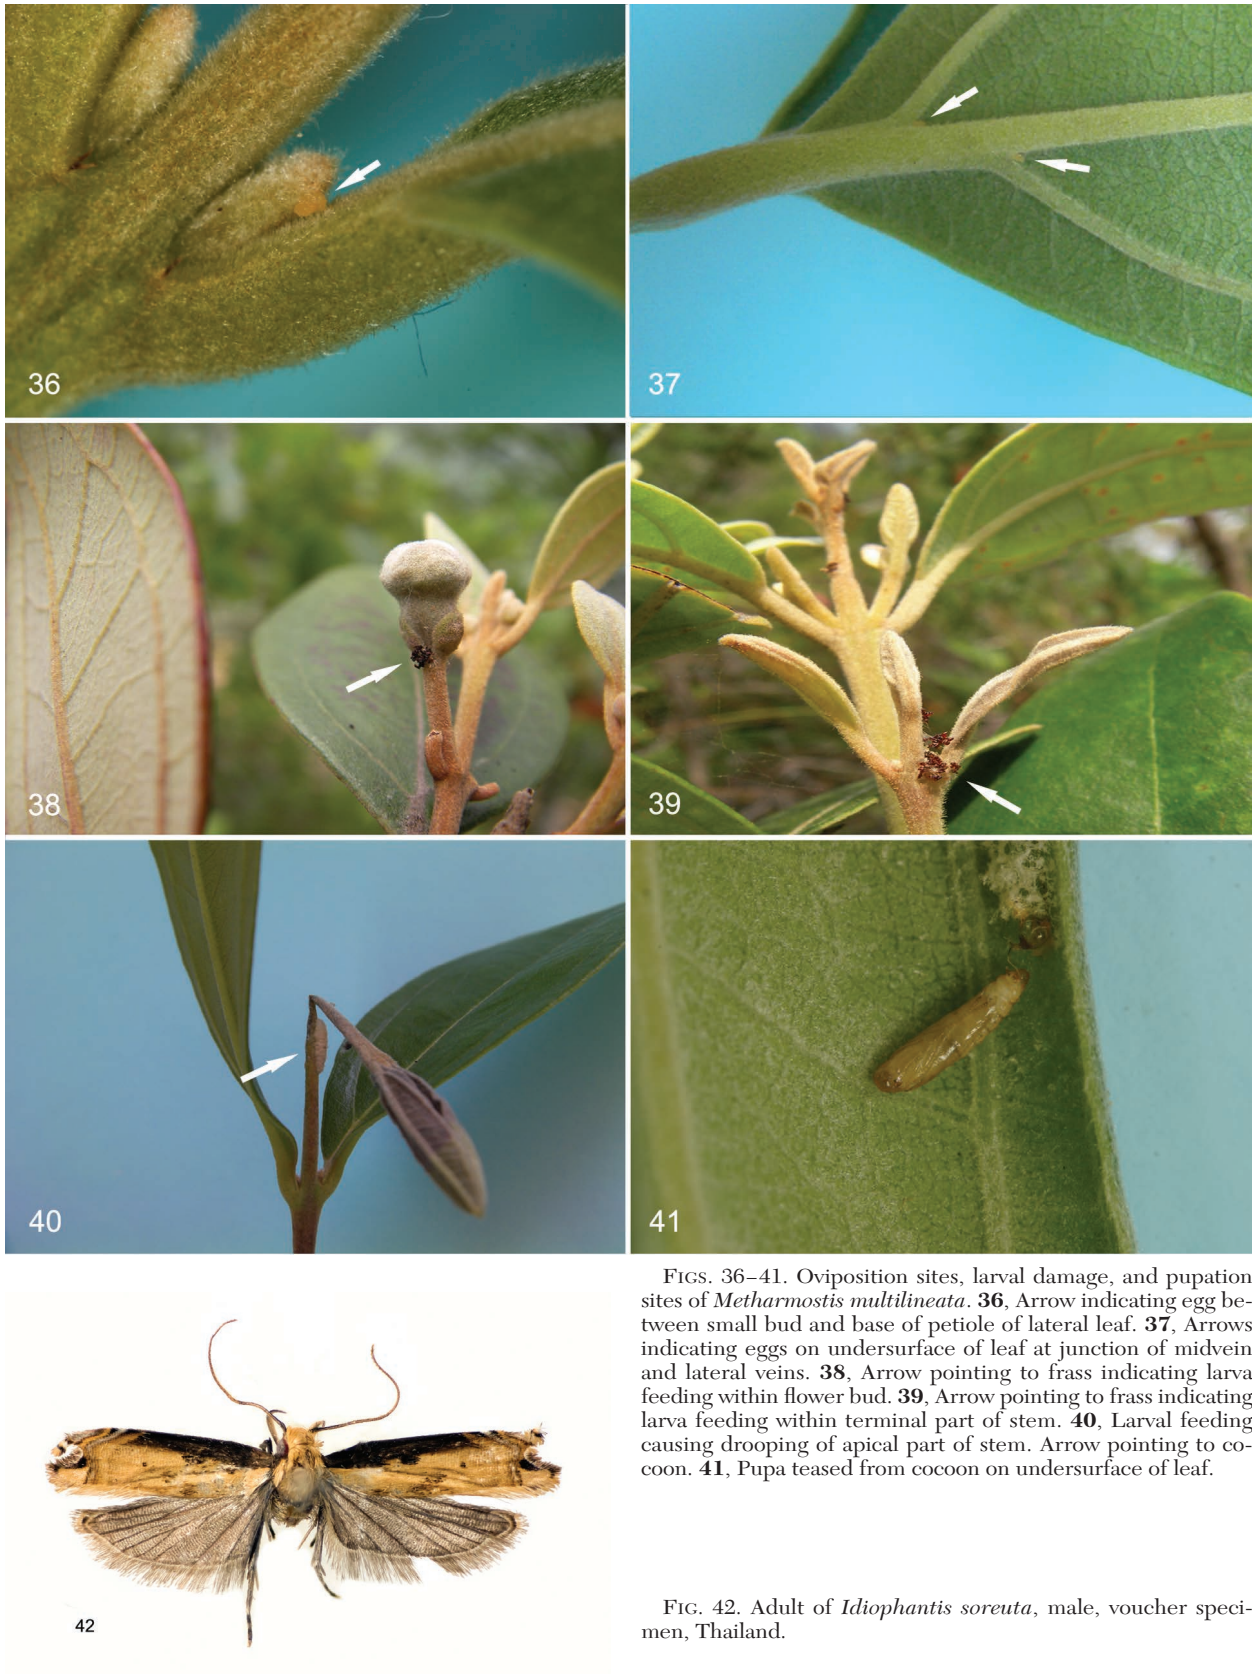 36
37
38
39
40
41
FIGS. 36–41. Oviposition sites, larval damage, and pupation
sites of Metharmostis multilineata. 36, Arrow indicating egg be-
tween small bud and base of petiole of lateral leaf. 37, Arrows
indicating eggs on undersurface of leaf at junction of midvein
and lateral veins. 38, Arrow pointing to frass indicating larva
feeding within flower bud. 39, Arrow pointing to frass indicating
larva feeding within terminal part of stem. 40, Larval feeding
causing drooping of apical part of stem. Arrow pointing to co-
coon. 41, Pupa teased from cocoon on undersurface of leaf.
42
FIG. 42. Adult of Idiophantis soreuta, male, voucher speci-
men, Thailand.